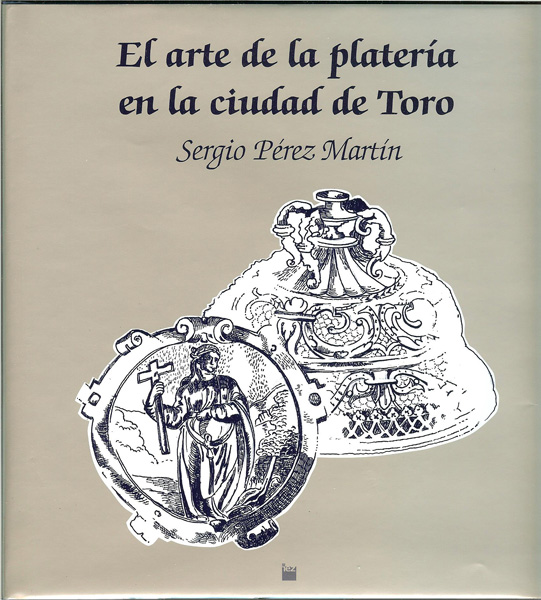 El arte de la platería
en la ciudad de Toro
Sergio Pérez Martín